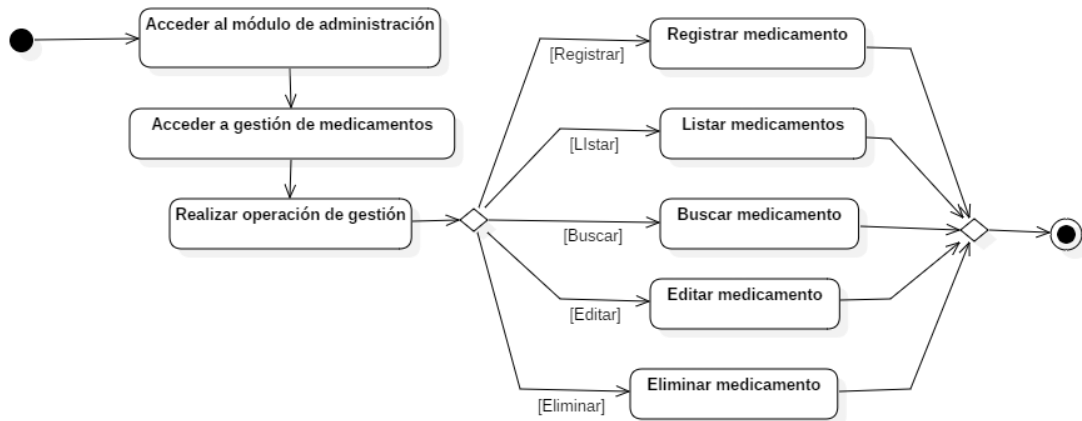 Acceder al módulo de administración
Acceder a gestión de medicamentos
Realizar operación de gestión
[Registrar]
Registrar medicamento
[LIstar]
Listar medicamentos
[Buscar]
Buscar medicamento
[Editar]
Editar medicamento
[Eliminar]
Eliminar medicamento